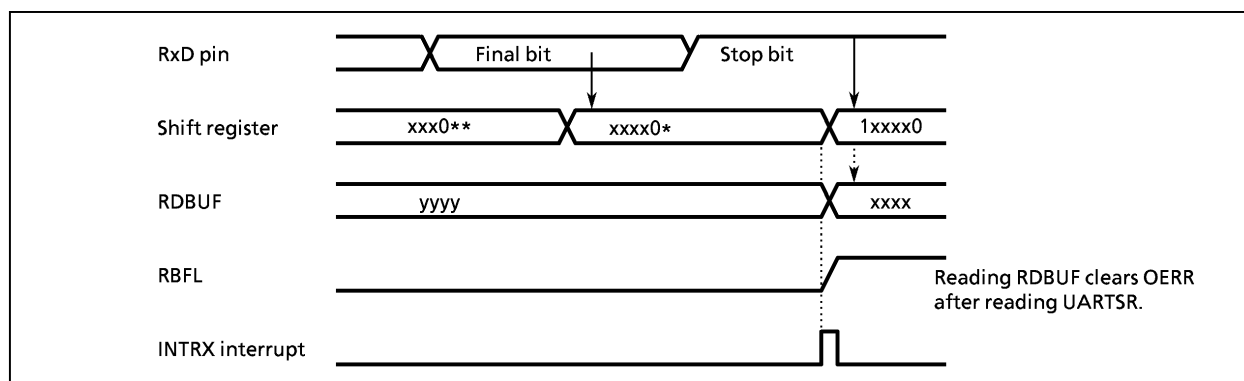 RxD pin Final bit Stop bit
Shift register xxx0** xxxx0* 1xxxx0
RDBUF yyyy xxxx
RBFL
Reading RDBUF clears OERR
after reading UARTSR.
INTRX interrupt